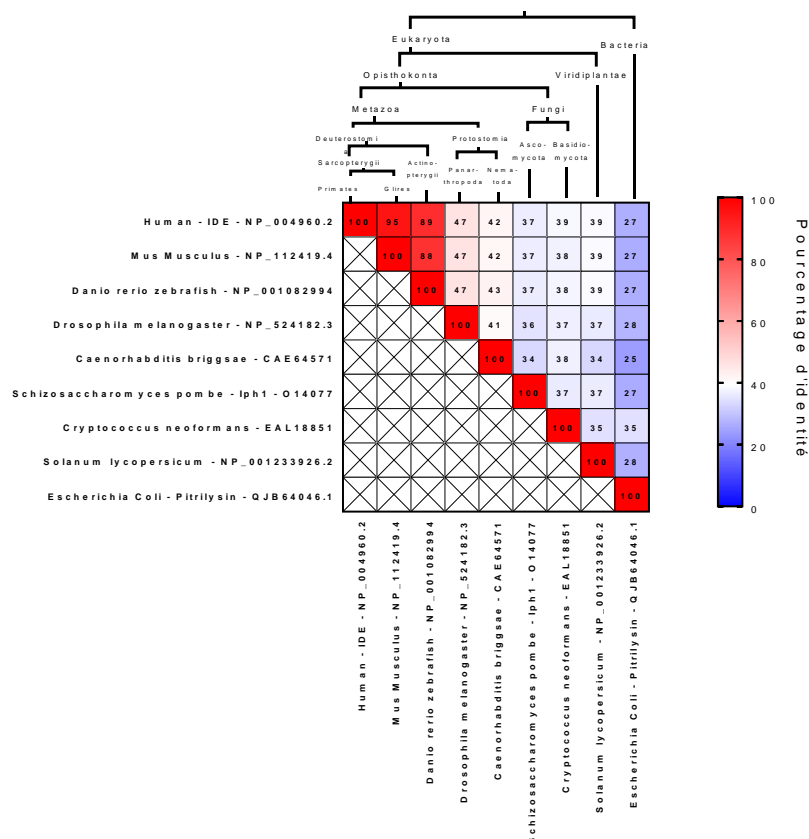 Eukaryota
Bacteria
Opisthokonta
Viridiplantae
Metazoa
Fungi
Deuterostomi
a
Protostomia
Asco-
mycota
Basidio-
mycota
Sarcopterygii
Actino-
pterygii
Panar-
thropoda
Nema-
toda
Primates
Glires
Human - IDE - NP_004960.2 100 95 89 47 42 37 39 39 27
Mus Musculus - NP_112419.4 100 88 47 42 37 38 39 27
Danio rerio zebrafish - NP_001082994 100 47 43 37 38 39 27
Drosophila melanogaster - NP_524182.3 100 41 36 37 37 28
Caenorhabditis briggsae - CAE64571 100 34 38 34 25
Schizosaccharomyces pombe - Iph1 - O14077 100 37 37 27
Cryptococcus neoformans - EAL18851 100 35 35
Solanum lycopersicum - NP_001233926.2 100 28
Escherichia Coli - Pitrilysin - QJB64046.1 100
Human - IDE - NP_004960.2
Mus Musculus - NP_112419.4
Danio rerio zebrafish - NP_001082994
Drosophila melanogaster - NP_524182.3
Caenorhabditis briggsae - CAE64571
chizosaccharomyces pombe - Iph1 - O14077
Cryptococcus neoformans - EAL18851
Solanum lycopersicum - NP_001233926.2
Escherichia Coli - Pitrilysin - QJB64046.1
100
80
60
40
20
0
Pourcentage d'identité